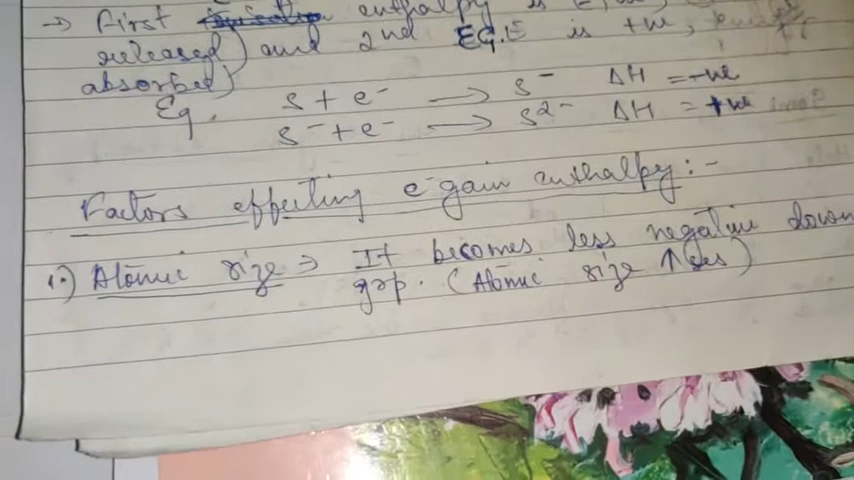 → First enthalpy is
released) and 2nd EG.E is +ve,
absorbed}
Eg. S + e⁻ → S⁻ ΔH = -ve
S⁻ + e⁻ → S²⁻ ΔH = +ve
Factors effecting e⁻ gain enthalpy:-
1.) Atomic size → It becomes less negative down
grp. (Atomic size ↑ses)